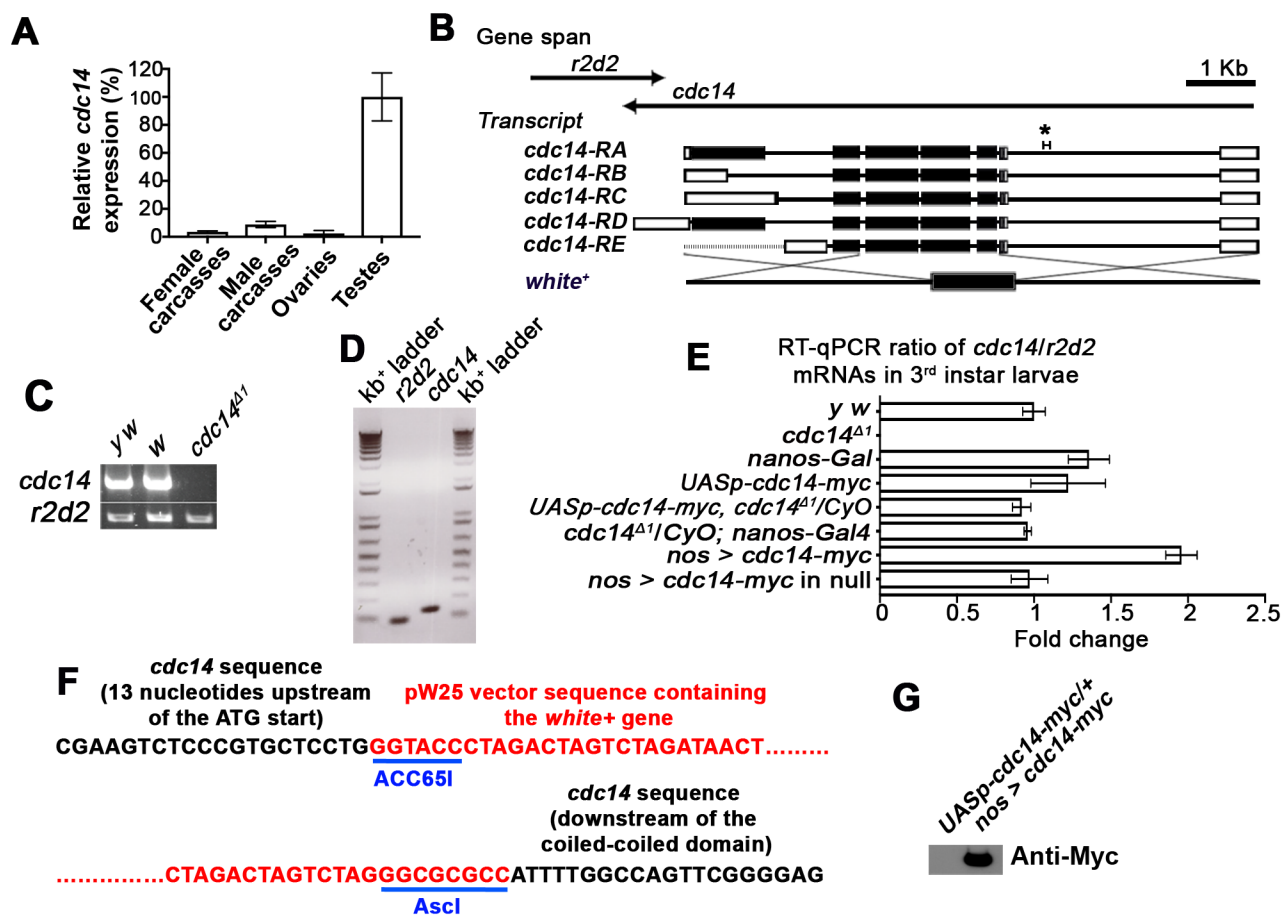 A
Relative cdc14
expression (%)
120
100
80
60
40
20
0
Female
carcasses
Male
carcasses
Ovaries
Testes
B
Gene span
r2d2
1 Kb
cdc14
Transcript
*
cdc14-RA
cdc14-RB
cdc14-RC
cdc14-RD
cdc14-RE
white+
C
y w
w
cdc14Δ1
cdc14
r2d2
D
kb+ ladder
r2d2
cdc14
kb+ ladder
E
RT-qPCR ratio of cdc14/r2d2
mRNAs in 3rd instar larvae
y w
cdc14Δ1
nanos-Gal
UASp-cdc14-myc
UASp-cdc14-myc, cdc14Δ1/CyO
cdc14Δ1/CyO; nanos-Gal4
nos > cdc14-myc
nos > cdc14-myc in null
0 0.5 1 1.5 2 2.5
Fold change
F
cdc14 sequence
(13 nucleotides upstream
of the ATG start)
pW25 vector sequence containing
the white+ gene
CGAAGTCTCCCGTGCTCCTGGGTACCCTAGACTAGTCTAGATAACT.........
ACC65I
cdc14 sequence
(downstream of the
coiled-coiled domain)
...............CTAGACTAGTCTAGGGCGCGCCATTTTGGCCAGTTCGGGGAG
AscI
G
UASp-cdc14-myc/+
nos > cdc14-myc
Anti-Myc